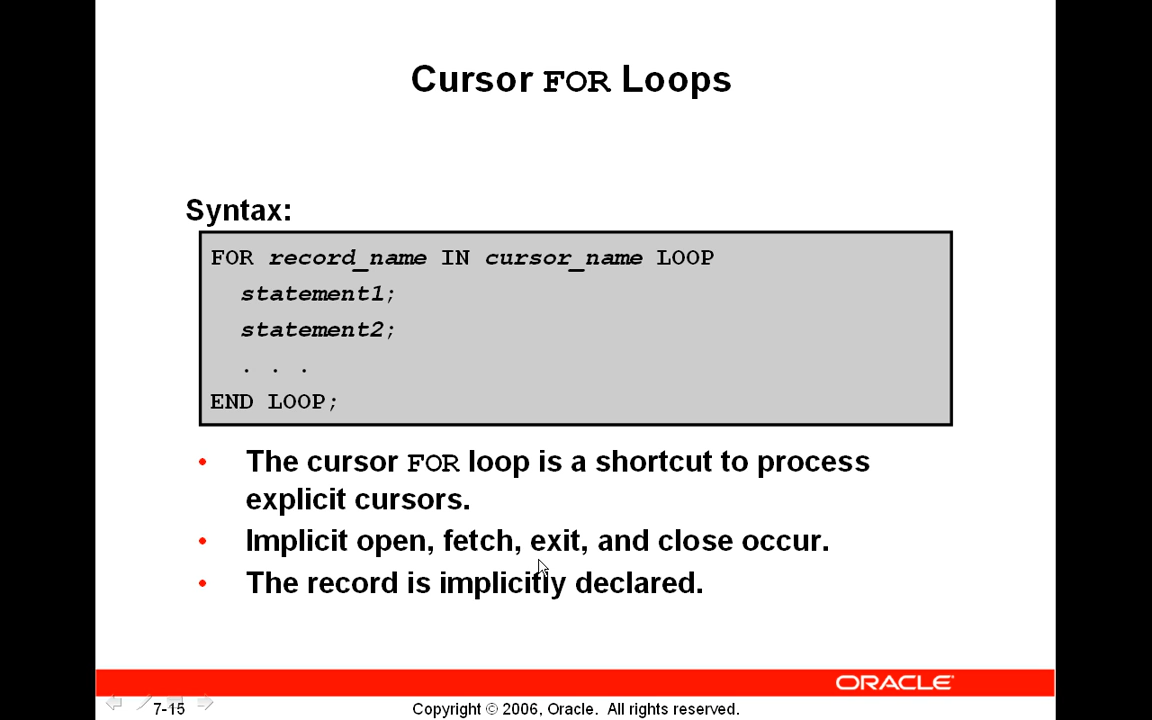 Cursor FOR Loops
Syntax:
FOR record_name IN cursor_name LOOP
statement1;
statement2;
. . .
END LOOP;
• The cursor FOR loop is a shortcut to process
explicit cursors.
• Implicit open, fetch, exit, and close occur.
• The record is implicitly declared.
ORACLE
7-15 Copyright © 2006, Oracle. All rights reserved.